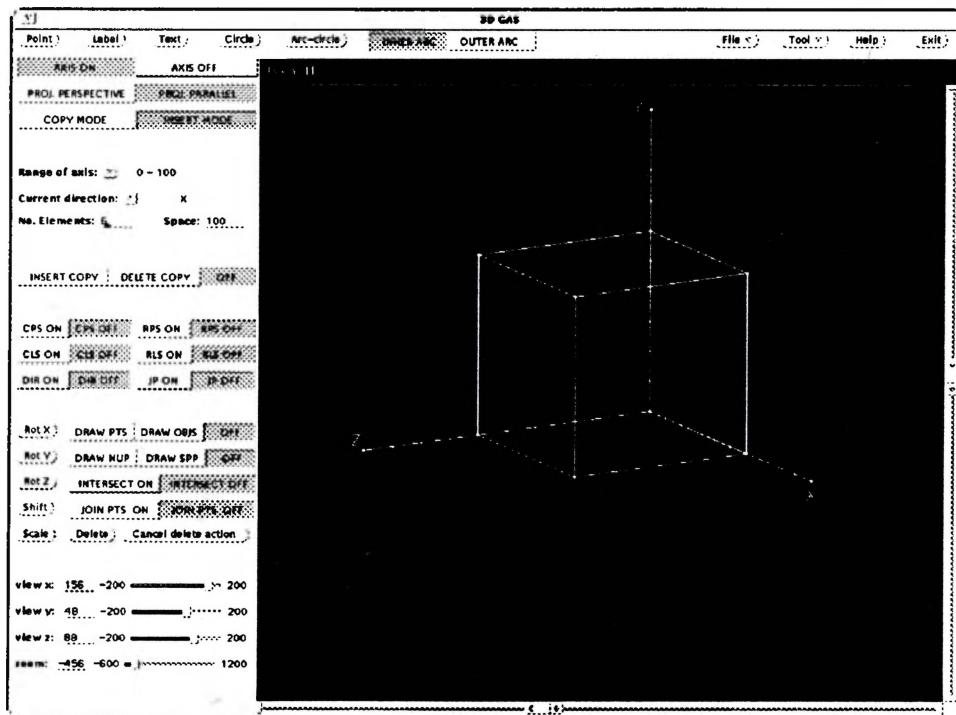 3D GAS
Point Label Text Circle Arc-circle INNER ARC OUTER ARC File Tool Help Exit
AXIS ON AXIS OFF
PROJ. PERSPECTIVE PROJ. PARALLEL
COPY MODE INSERT MODE
Range of axis: 0 - 100
Current direction: X
No. Elements: 5 Space: 100
INSERT COPY DELETE COPY OFF
CPS ON CPS OFF RPS ON RPS OFF
CLS ON CLS OFF RLS ON RLS OFF
DIR ON DIR OFF JP ON JP OFF
Rot X DRAW PTS DRAW OBJS OFF
Rot Y DRAW NUP DRAW SPP OFF
Rot Z INTERSECT ON INTERSECT OFF
Shift JOIN PTS ON JOIN PTS OFF
Scale Delete Cancel delete action
view x: 156 -200 200
view y: 48 -200 200
view z: 88 -200 200
zoom: -456 -600 1200
Z
X